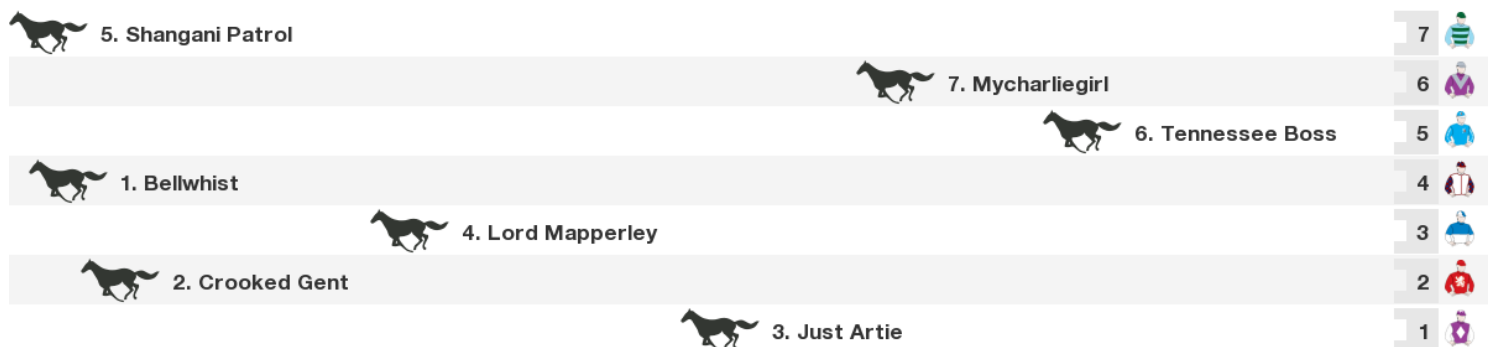 5. Shangani Patrol 7
7. Mycharliegirl 6
6. Tennessee Boss 5
1. Bellwhist 4
4. Lord Mapperley 3
2. Crooked Gent 2
3. Just Artie 1